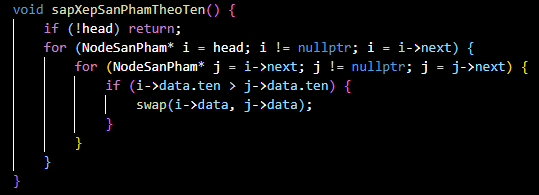 void sapXepSanPhamTheoTen() {
    if (!head) return;
    for (NodeSanPham* i = head; i != nullptr; i = i->next) {
        for (NodeSanPham* j = i->next; j != nullptr; j = j->next) {
            if (i->data.ten > j->data.ten) {
                swap(i->data, j->data);
            }
        }
    }
}